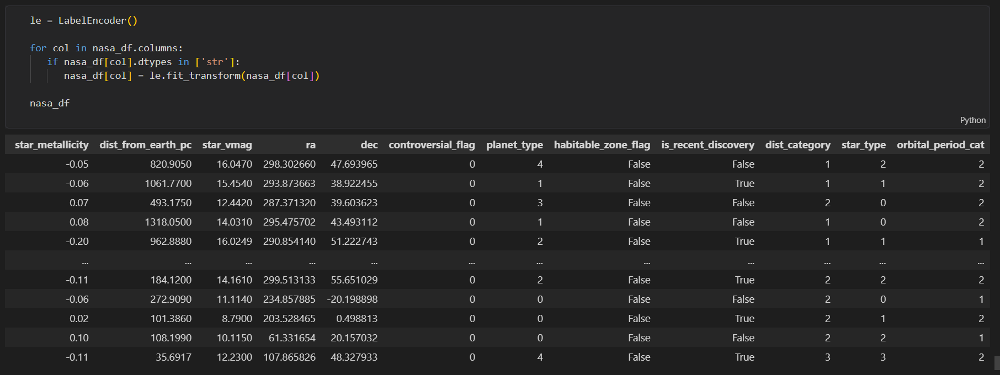 le = LabelEncoder()
for col in nasa_df.columns:
if nasa_df[col].dtypes in ['str']:
nasa_df[col] = le.fit_transform(nasa_df[col])
nasa_df
Python
star_metallicity dist_from_earth_pc star_vmag ra dec controversial_flag planet_type habitable_zone_flag is_recent_discovery dist_category star_type orbital_period_cat
-0.05 820.9050 16.0470 298.302660 47.693965 0 4 False False 1 2 2
-0.06 1061.7700 15.4540 293.873663 38.922455 0 1 False True 1 1 2
0.07 493.1750 12.4420 287.371320 39.603623 0 3 False False 2 0 2
0.08 1318.0500 14.0310 295.475702 43.493112 0 1 False False 1 0 2
-0.20 962.8880 16.0249 290.854140 51.222743 0 2 False True 1 1 1
... ... ... ... ... ... ... ... ... ... ... ...
-0.11 184.1200 14.1610 299.513133 55.651029 0 2 False True 2 2 2
-0.06 272.9090 11.1140 234.857885 -20.198898 0 0 False False 2 0 1
0.02 101.3860 8.7900 203.528465 0.498813 0 0 False True 2 1 2
0.10 108.1990 10.1150 61.331654 20.157032 0 0 False False 2 2 1
-0.11 35.6917 12.2300 107.865826 48.327933 0 4 False True 3 3 2